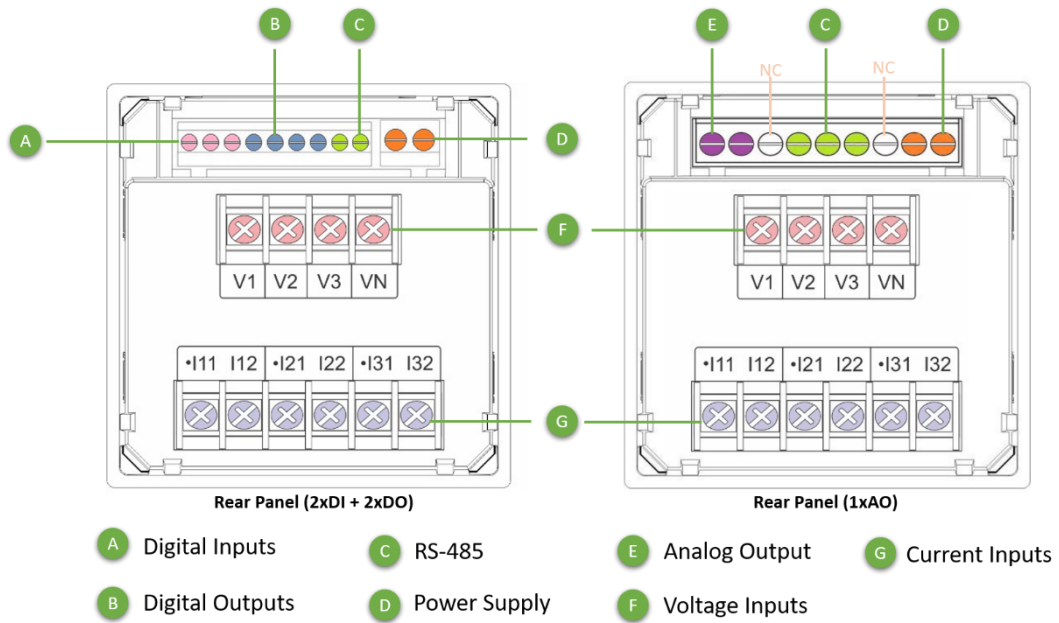 B C E C D
NC NC
A D
F
V1 V2 V3 VN V1 V2 V3 VN
•I11 I12 •I21 I22 •I31 I32 •I11 I12 •I21 I22 •I31 I32
G
Rear Panel (2xDI + 2xDO) Rear Panel (1xAO)
A Digital Inputs C RS-485 E Analog Output G Current Inputs
B Digital Outputs D Power Supply F Voltage Inputs